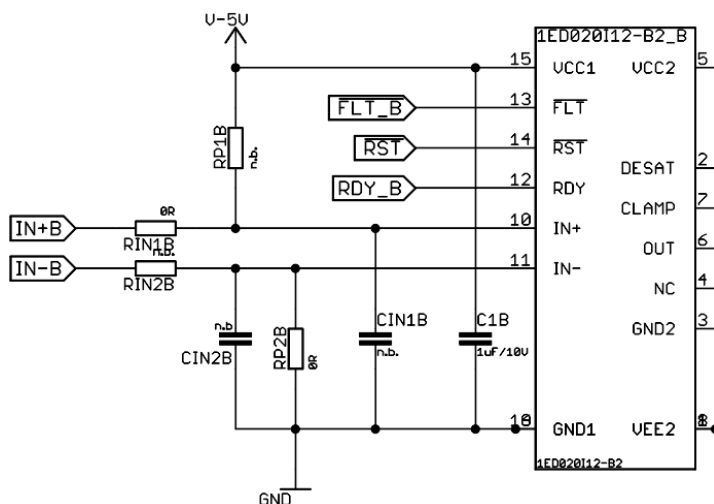 V-5V
1ED020I12-B2_B
15 VCC1 VCC2 5
FLT_B 13 FLT
RP1B n.b.
RST 14 RST
DESAT 2
RDY_B 12 RDY
CLAMP 7
0R
IN+B 10 IN+
RIN1B
OUT 6
n.b.
IN-B 11 IN-
RIN2B
NC 4
n.b
CIN1B C1B
GND2 3
CIN2B RP2B 0R n.b. 1uF/10V
GND1 VEE2
1ED020I12-B2
GND